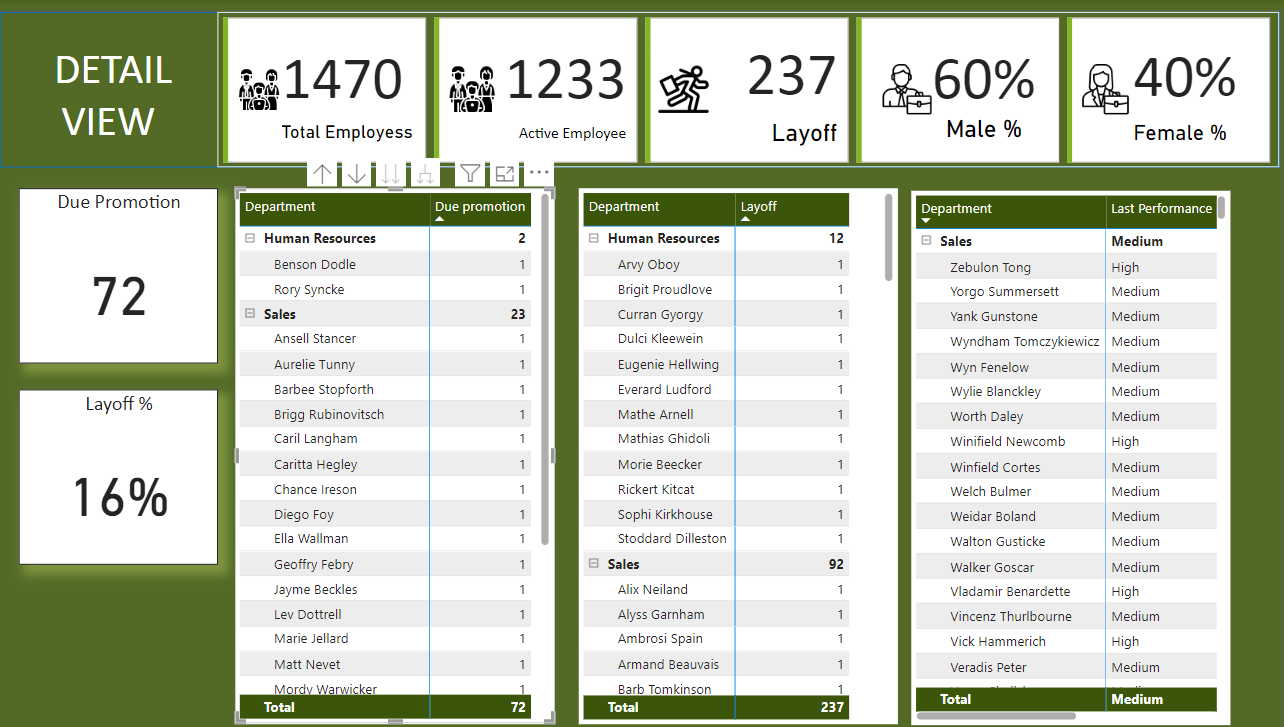 DETAIL
VIEW
1470
Total Employess
1233
Active Employee
237
Layoff
60%
Male %
40%
Female %
Due Promotion
72
Layoff %
16%
Department Due promotion
Human Resources 2
Benson Dodle 1
Rory Syncke 1
Sales 23
Ansell Stancer 1
Aurelie Tunny 1
Barbee Stopforth 1
Brigg Rubinovitsch 1
Caril Langham 1
Caritta Hegley 1
Chance Ireson 1
Diego Foy 1
Ella Wallman 1
Geoffry Febry 1
Jayme Beckles 1
Lev Dottrell 1
Marie Jellard 1
Matt Nevet 1
Mordy Warwicker 1
Total 72
Department Layoff
Human Resources 12
Arvy Oboy 1
Brigit Proudlove 1
Curran Gyorgy 1
Dulci Kleewein 1
Eugenie Hellwing 1
Everard Ludford 1
Mathe Arnell 1
Mathias Ghidoli 1
Morie Beecker 1
Rickert Kitcat 1
Sophi Kirkhouse 1
Stoddard Dilleston 1
Sales 92
Alix Neiland 1
Alyss Garnham 1
Ambrosi Spain 1
Armand Beauvais 1
Barb Tomkinson 1
Total 237
Department Last Performance
Sales Medium
Zebulon Tong High
Yorgo Summersett Medium
Yank Gunstone Medium
Wyndham Tomczykiewicz Medium
Wyn Fenelow Medium
Wylie Blanckley Medium
Worth Daley Medium
Winifield Newcomb High
Winfield Cortes Medium
Welch Bulmer Medium
Weidar Boland Medium
Walton Gusticke Medium
Walker Goscar Medium
Vladamir Benardette High
Vincenz Thurlbourne Medium
Vick Hammerich High
Veradis Peter Medium
Total Medium